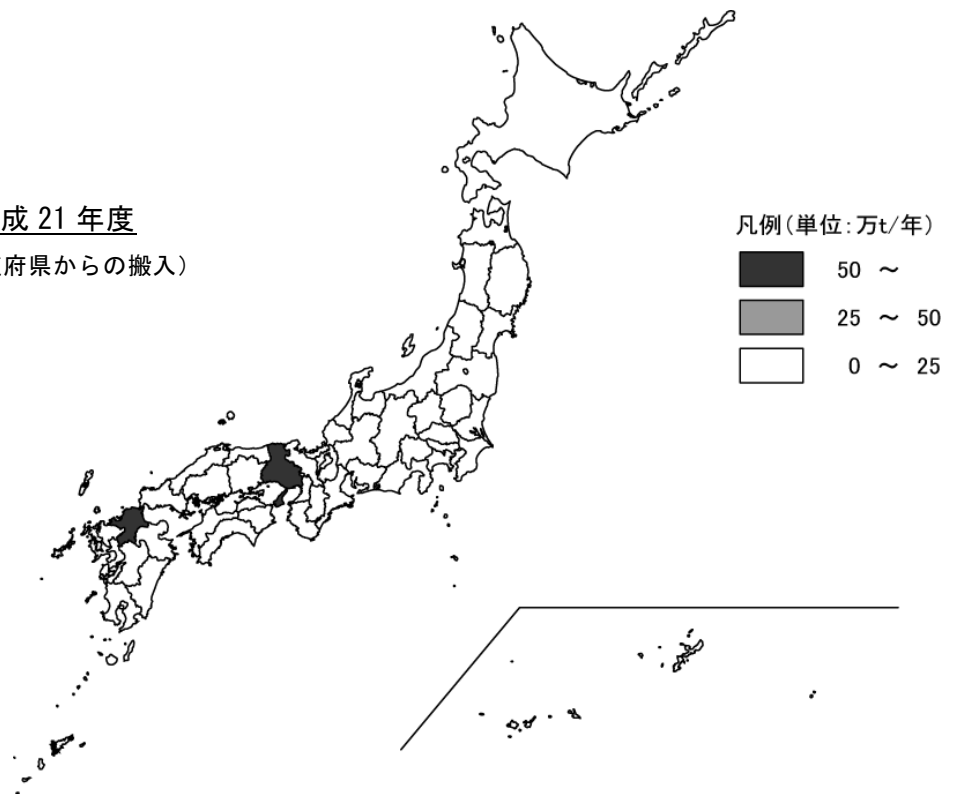 成 21 年度
府県からの搬入）
凡例（単位：万t/年）
50 ～
25 ～ 50
0 ～ 25